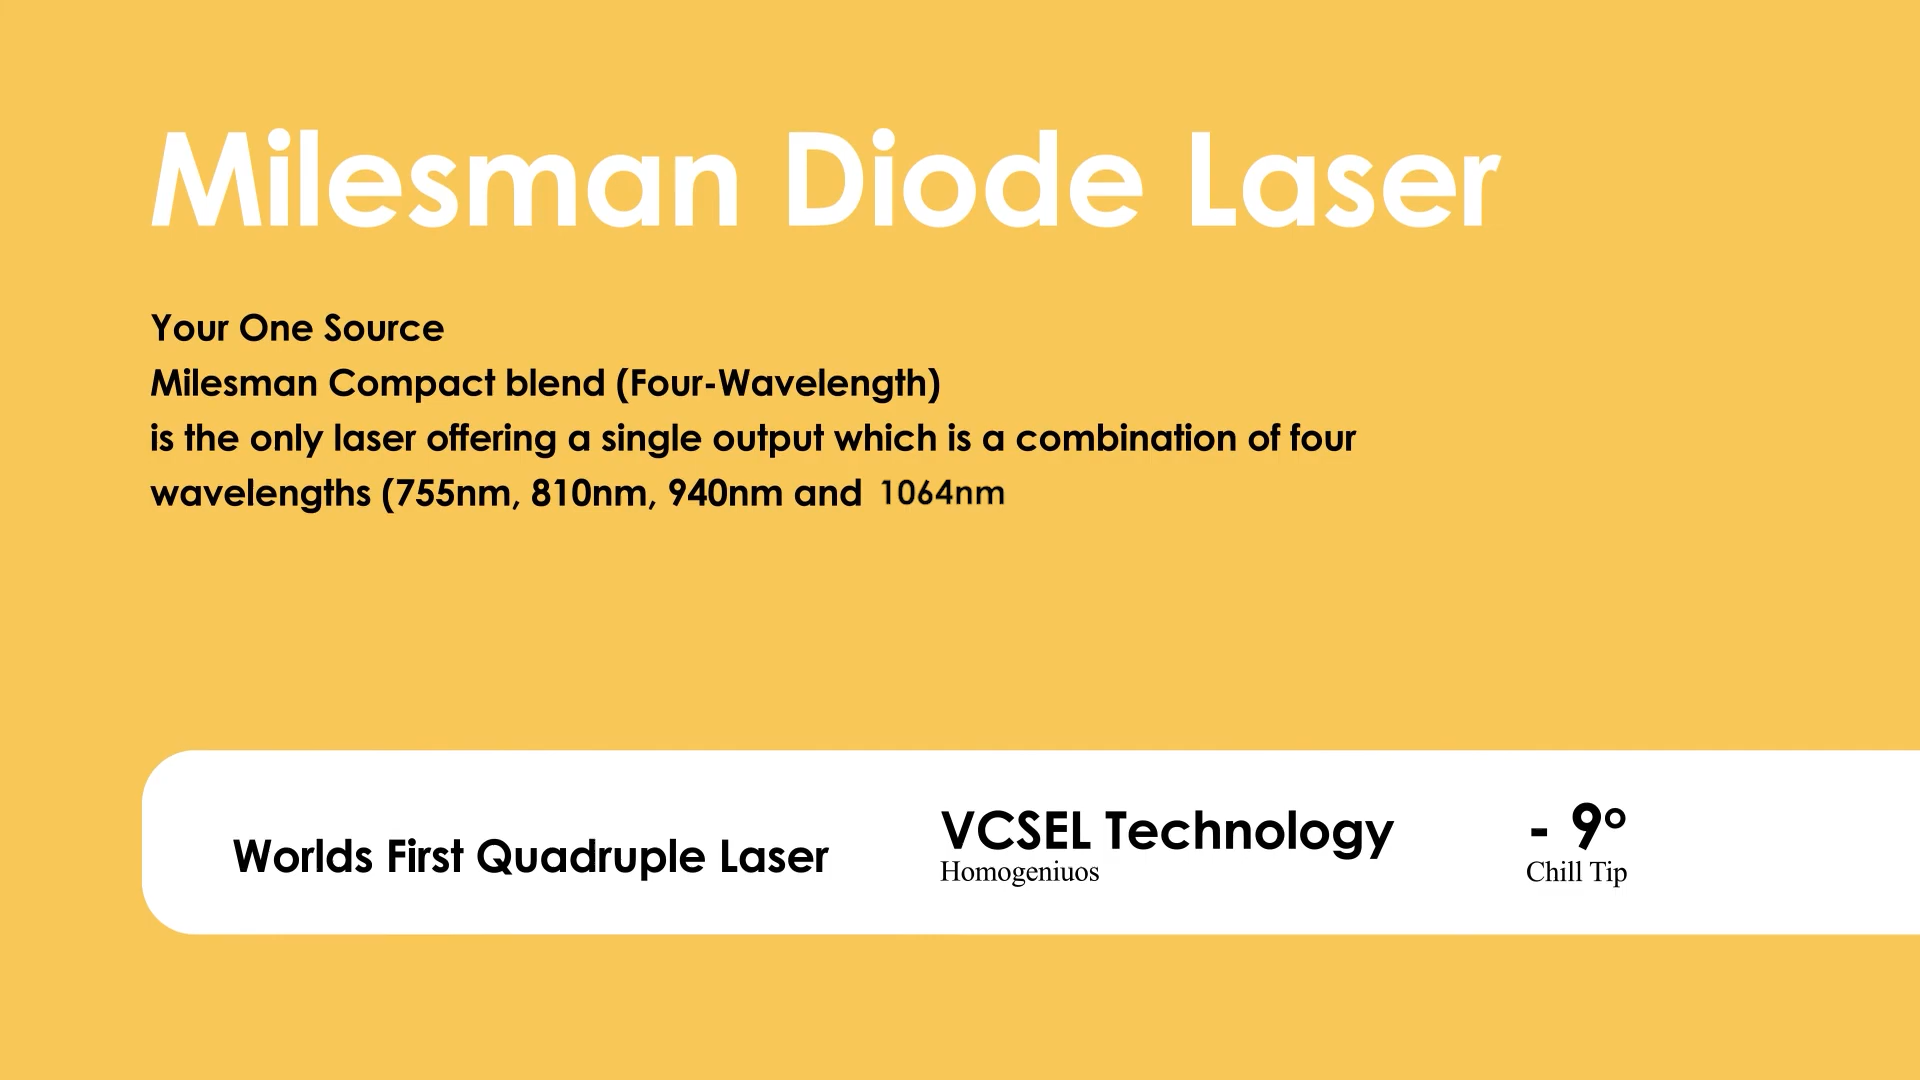 Milesman Diode Laser
Your One Source
Milesman Compact blend (Four-Wavelength)
is the only laser offering a single output which is a combination of four
wavelengths (755nm, 810nm, 940nm and 1064nm
Worlds First Quadruple Laser
VCSEL Technology
Homogeniuos
- 9°
Chill Tip